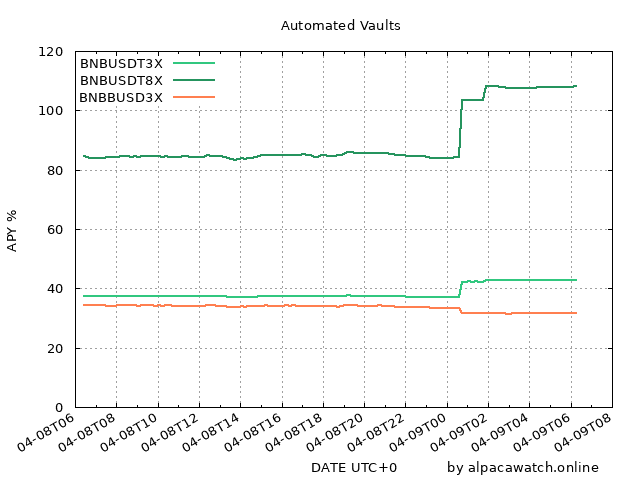 Automated Vaults
BNBUSDT3X
BNBUSDT8X
BNBBUSD3X
APY %
120
100
80
60
40
20
0
04-08T06
04-08T08
04-08T10
04-08T12
04-08T14
04-08T16
04-08T18
04-08T20
04-08T22
04-09T00
04-09T02
04-09T04
04-09T06
04-09T08
DATE UTC+0
by alpacawatch.online